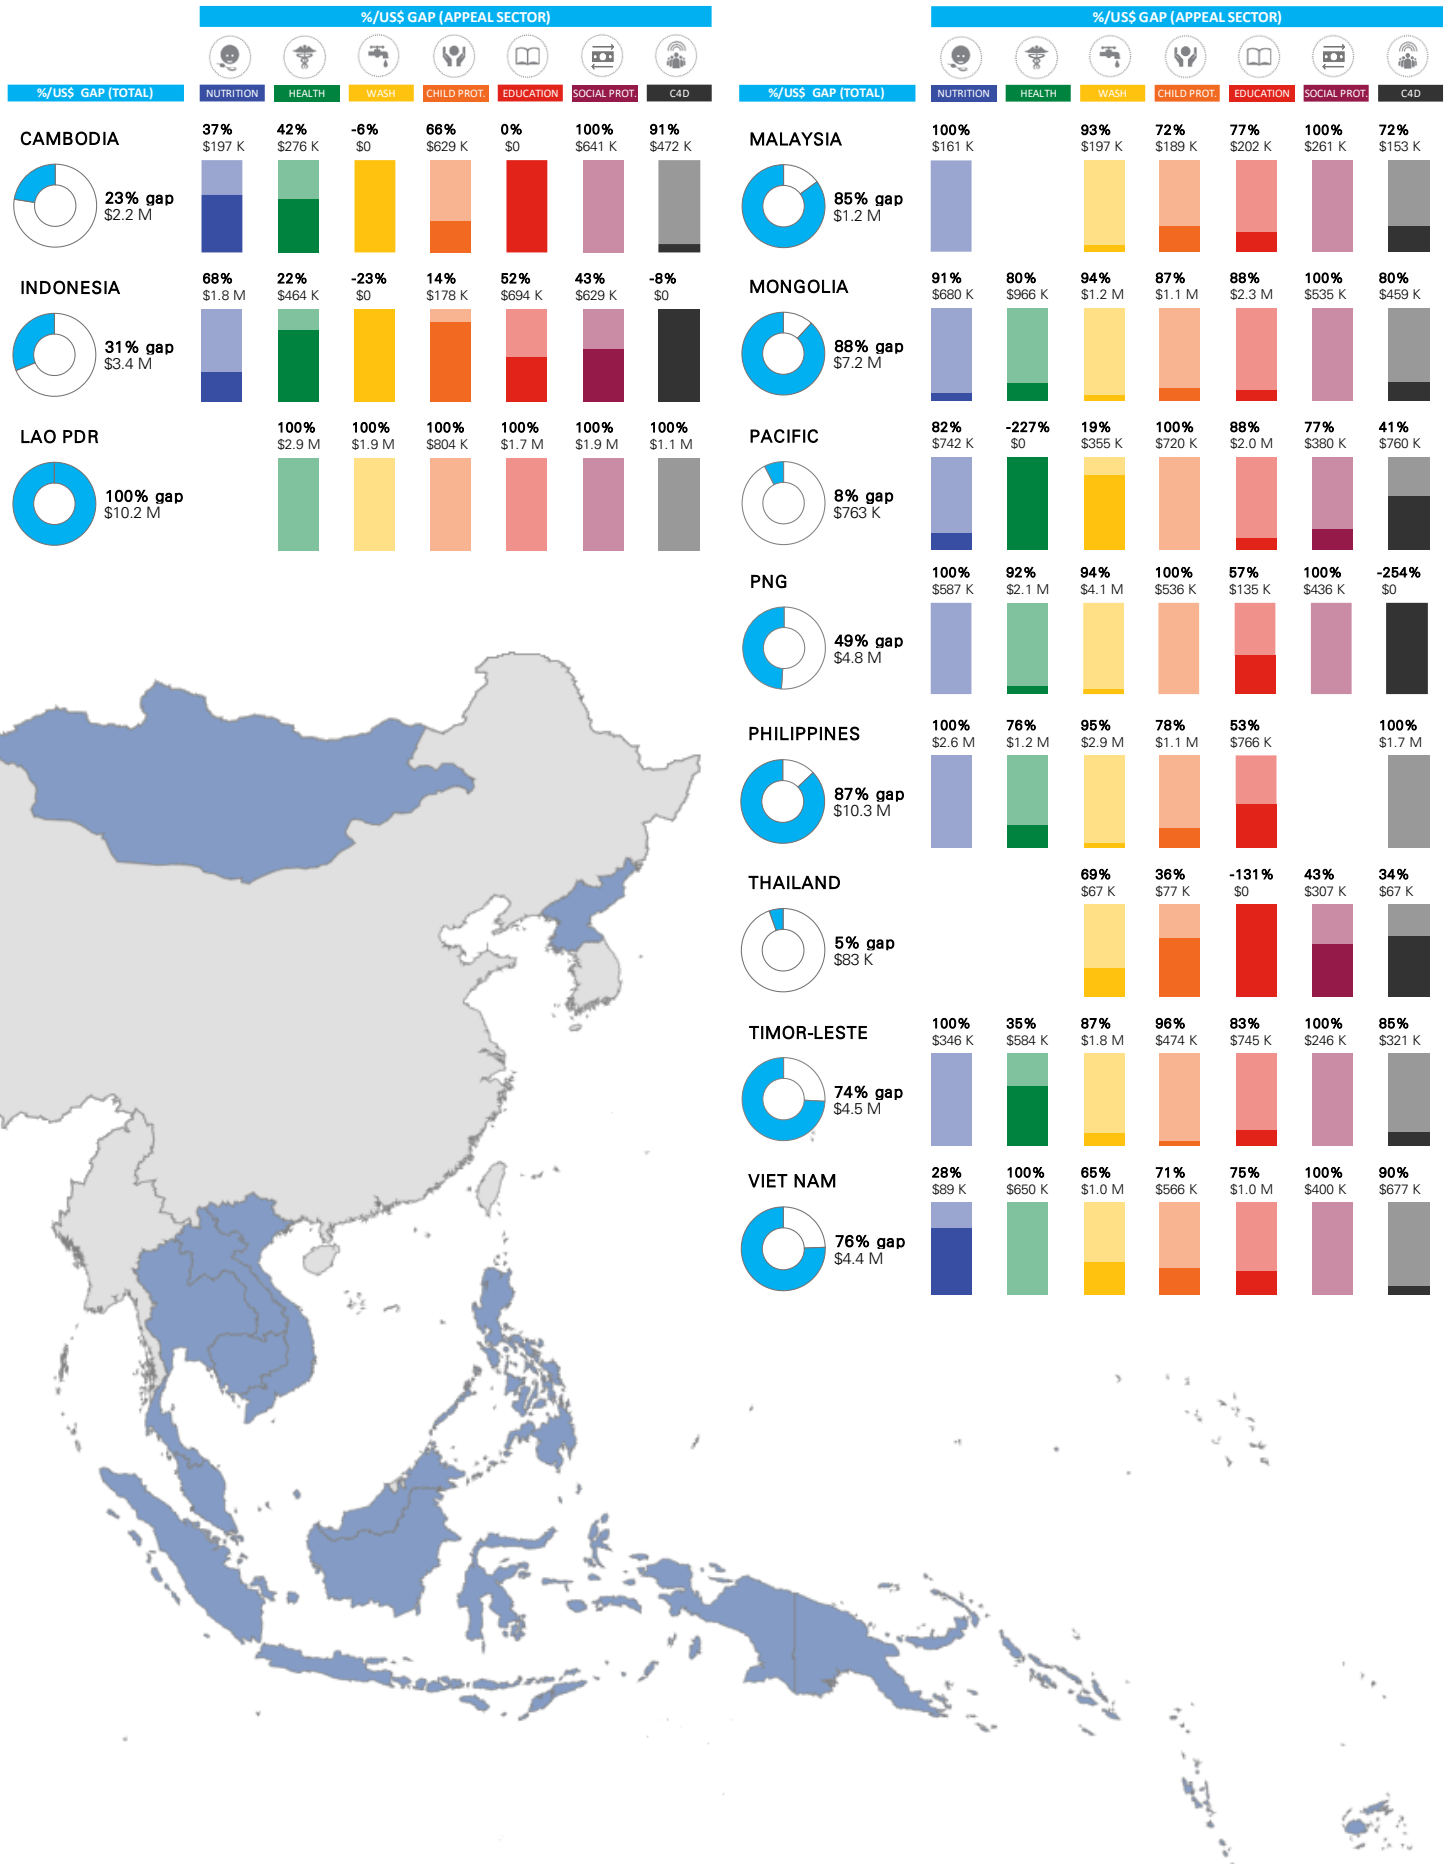 %/US$ GAP (APPEAL SECTOR)
%/US$ GAP (TOTAL) NUTRITION HEALTH WASH CHILD PROT. EDUCATION SOCIAL PROT. C4D
CAMBODIA
37% 42% -6% 66% 0% 100% 91%
$197 K $276 K $0 $629 K $0 $641 K $472 K
23% gap
$2.2 M
INDONESIA
68% 22% -23% 14% 52% 43% -8%
$1.8 M $464 K $0 $178 K $694 K $629 K $0
31% gap
$3.4 M
LAO PDR
100% 100% 100% 100% 100% 100%
$2.9 M $1.9 M $804 K $1.7 M $1.9 M $1.1 M
100% gap
$10.2 M
%/US$ GAP (APPEAL SECTOR)
%/US$ GAP (TOTAL) NUTRITION HEALTH WASH CHILD PROT. EDUCATION SOCIAL PROT. C4D
MALAYSIA
100% 93% 72% 77% 100% 72%
$161 K $197 K $189 K $202 K $261 K $153 K
85% gap
$1.2 M
MONGOLIA
91% 80% 94% 87% 88% 100% 80%
$680 K $966 K $1.2 M $1.1 M $2.3 M $535 K $459 K
88% gap
$7.2 M
PACIFIC
82% -227% 19% 100% 88% 77% 41%
$742 K $0 $355 K $720 K $2.0 M $380 K $760 K
8% gap
$763 K
PNG
100% 92% 94% 100% 57% 100% -254%
$587 K $2.1 M $4.1 M $536 K $135 K $436 K $0
49% gap
$4.8 M
PHILIPPINES
100% 76% 95% 78% 53% 100%
$2.6 M $1.2 M $2.9 M $1.1 M $766 K $1.7 M
87% gap
$10.3 M
THAILAND
69% 36% -131% 43% 34%
$67 K $77 K $0 $307 K $67 K
5% gap
$83 K
TIMOR-LESTE
100% 35% 87% 96% 83% 100% 85%
$346 K $584 K $1.8 M $474 K $745 K $246 K $321 K
74% gap
$4.5 M
VIET NAM
28% 100% 65% 71% 75% 100% 90%
$89 K $650 K $1.0 M $566 K $1.0 M $400 K $677 K
76% gap
$4.4 M